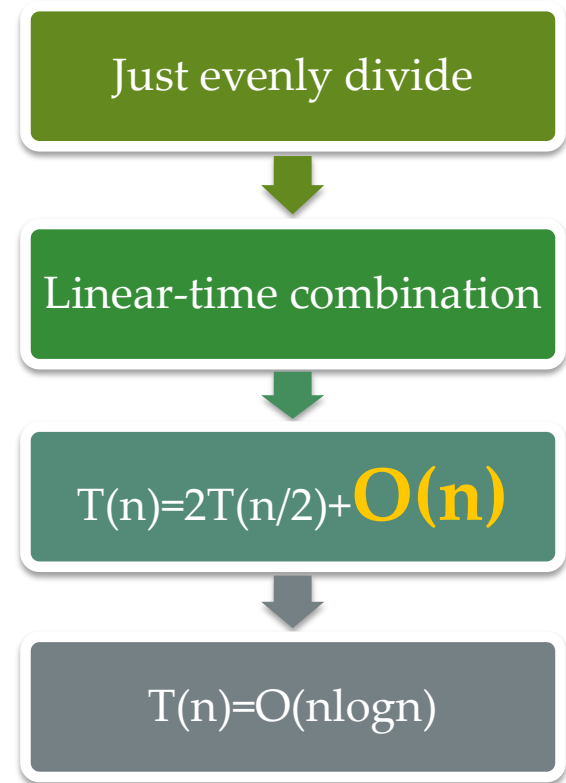 Just evenly divide
Linear-time combination
T(n)=2T(n/2)+O(n)
T(n)=O(nlogn)